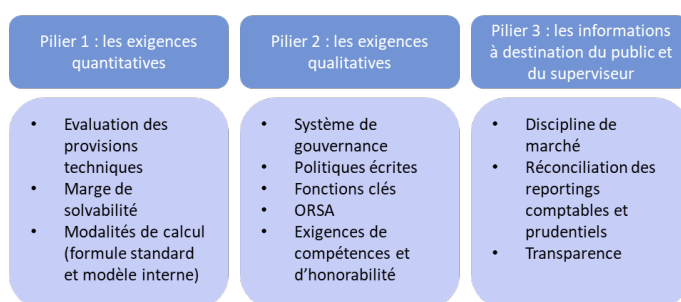 Pilier 1 : les exigences
quantitatives
• Evaluation des
provisions
techniques
• Marge de
solvabilité
• Modalités de calcul
(formule standard
et modèle interne)
Pilier 2 : les exigences
qualitatives
• Système de
gouvernance
• Politiques écrites
• Fonctions clés
• ORSA
• Exigences de
compétences et
d’honorabilité
Pilier 3 : les informations
à destination du public et
du superviseur
• Discipline de
marché
• Réconciliation des
reportings
comptables et
prudentiels
• Transparence